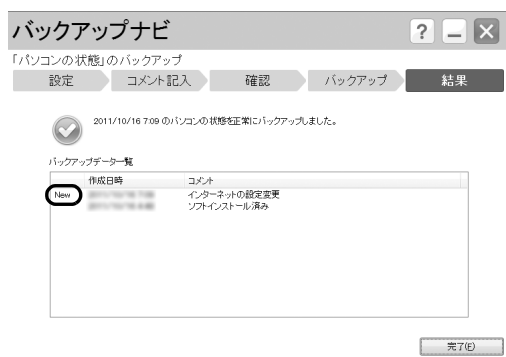 バックアップナビ
?
「パソコンの状態」のバックアップ
設定 コメント記入 確認 バックアップ 結果
2011/10/16 7:09 のパソコンの状態を正常にバックアップしました。
バックアップデータ一覧
作成日時 コメント
New インターネットの設定変更
ソフトインストール済み
完了(F)